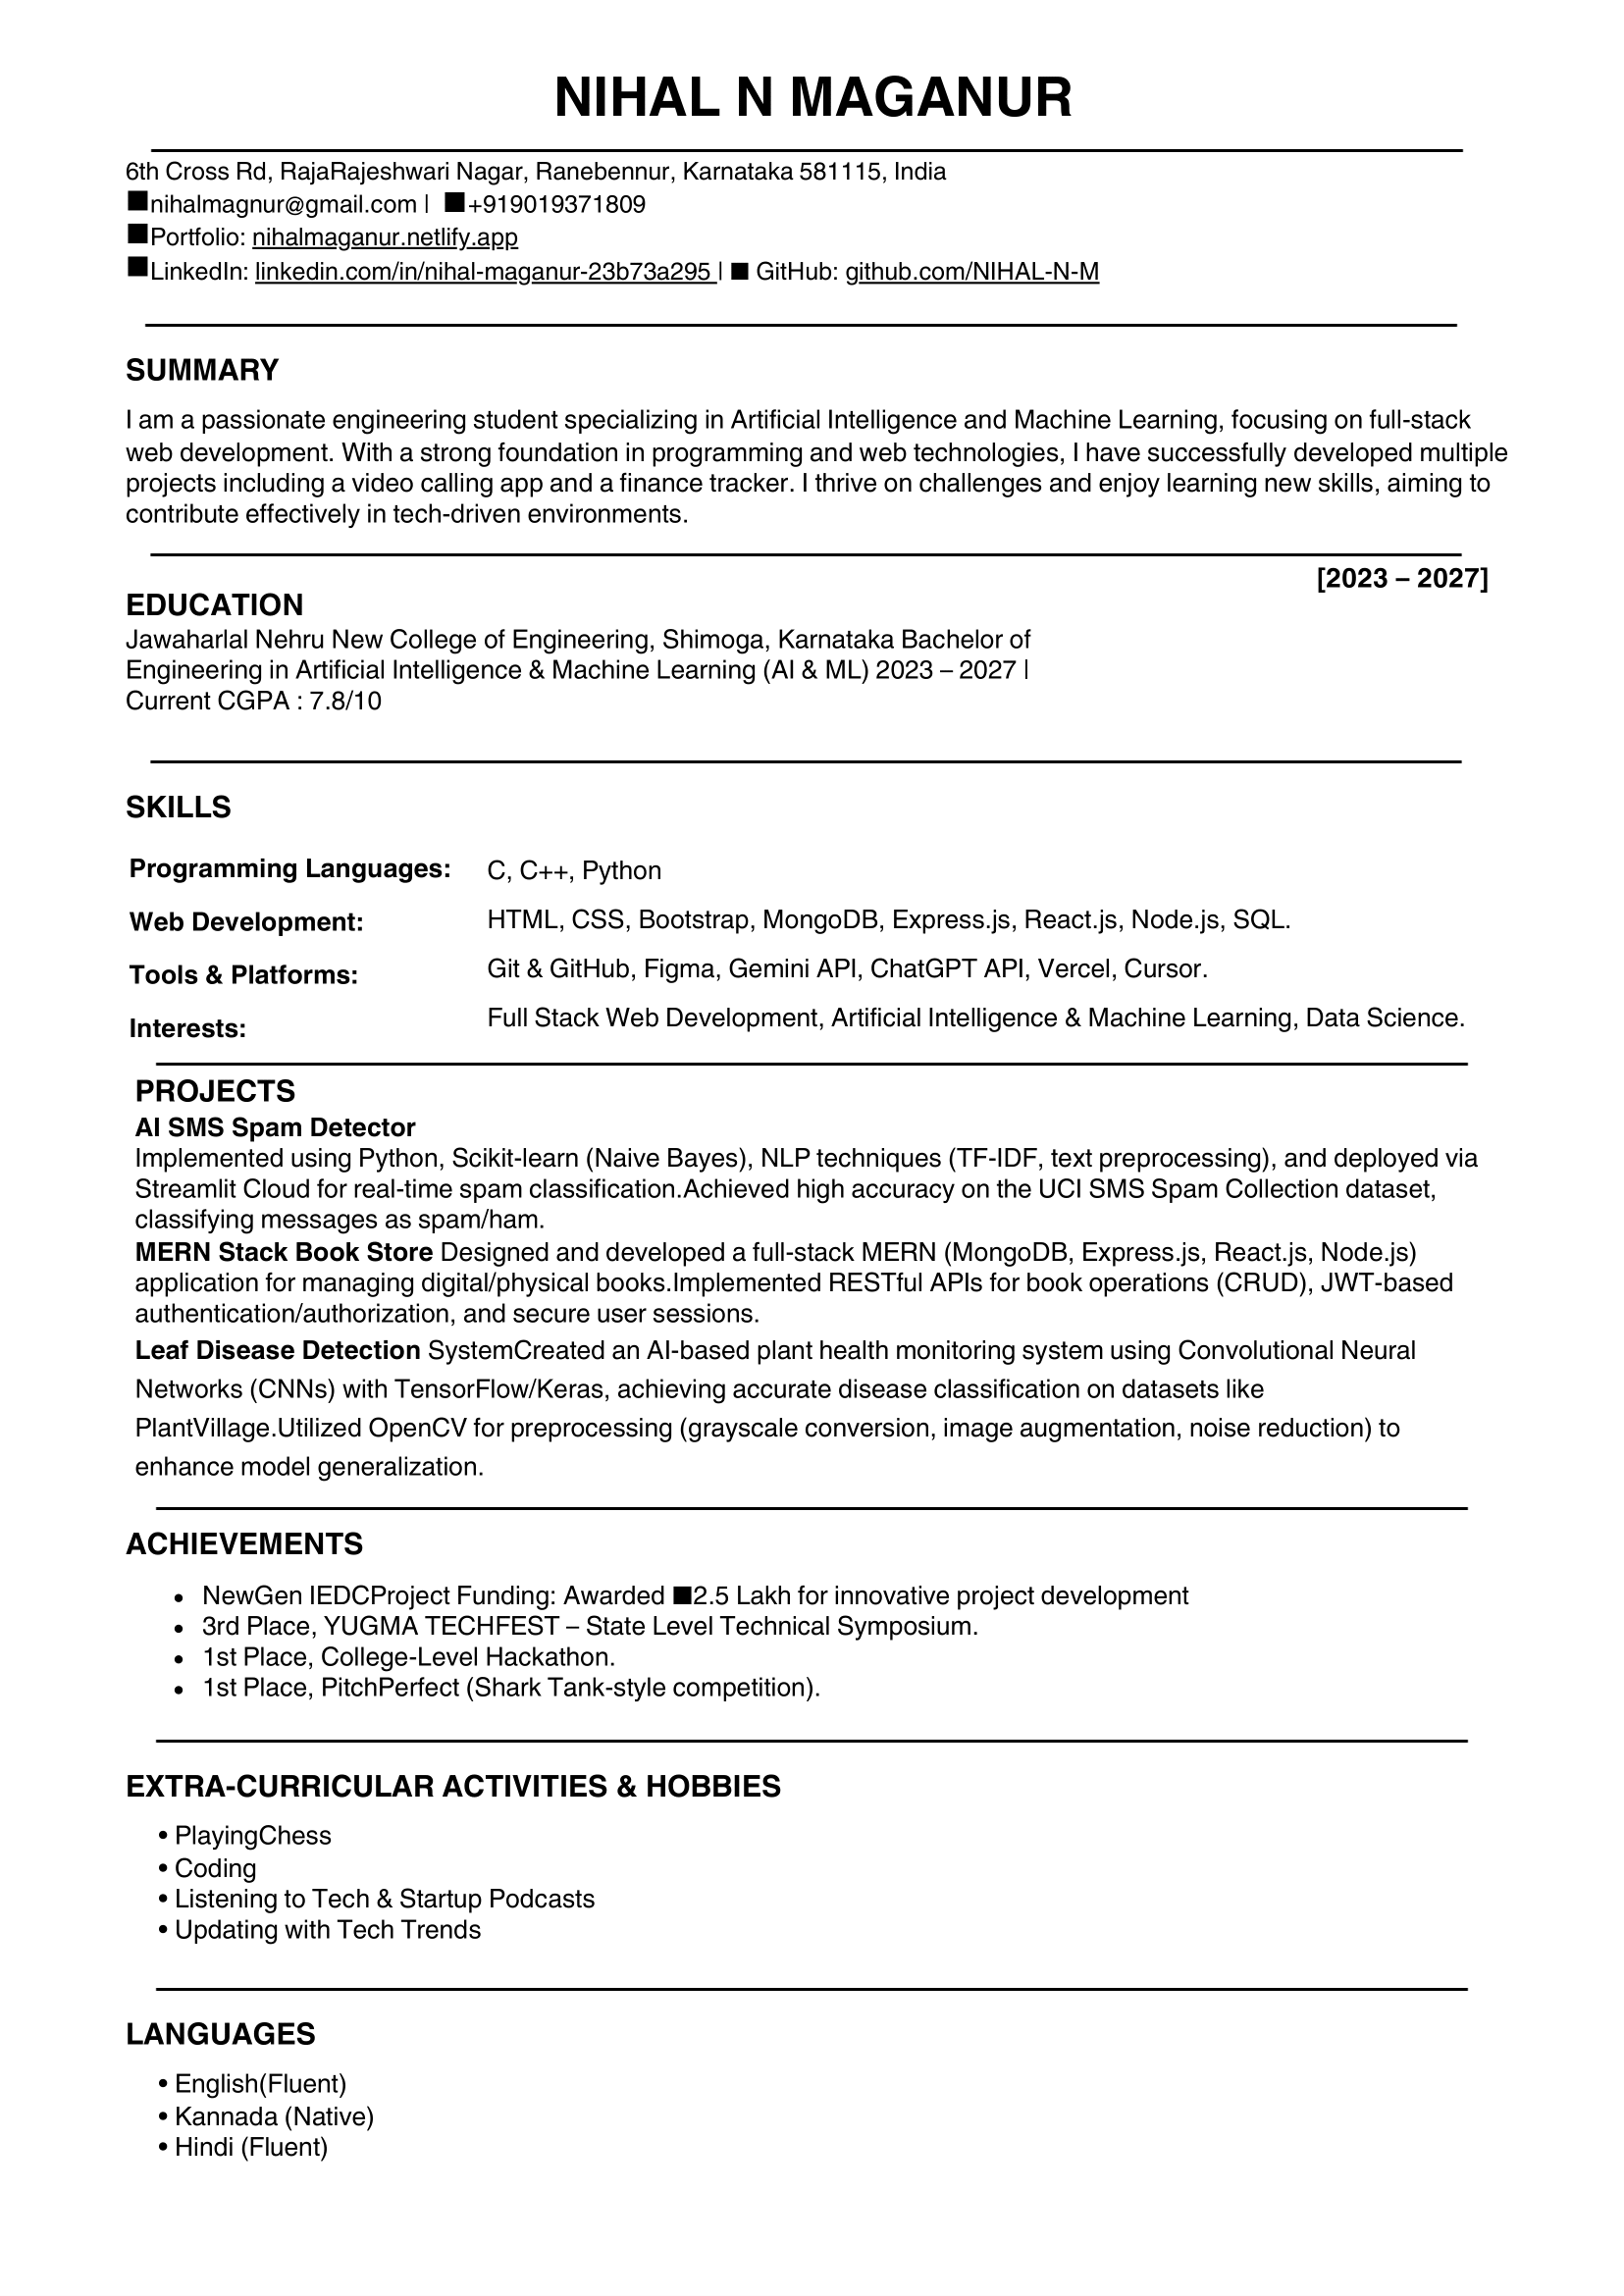 NIHAL N MAGANUR
6th Cross Rd, RajaRajeshwari Nagar, Ranebennur, Karnataka 581115, India
■nihalmagnur@gmail.com | ■+919019371809
■Portfolio: nihalmaganur.netlify.app
■LinkedIn: linkedin.com/in/nihal-maganur-23b73a295 | ■ GitHub: github.com/NIHAL-N-M
SUMMARY
I am a passionate engineering student specializing in Artificial Intelligence and Machine Learning, focusing on full-stack
web development. With a strong foundation in programming and web technologies, I have successfully developed multiple
projects including a video calling app and a finance tracker. I thrive on challenges and enjoy learning new skills, aiming to
contribute effectively in tech-driven environments.
[2023 – 2027]
EDUCATION
Jawaharlal Nehru New College of Engineering, Shimoga, Karnataka Bachelor of
Engineering in Artificial Intelligence & Machine Learning (AI & ML) 2023 – 2027 |
Current CGPA : 7.8/10
SKILLS
Programming Languages: C, C++, Python
Web Development: HTML, CSS, Bootstrap, MongoDB, Express.js, React.js, Node.js, SQL.
Tools & Platforms: Git & GitHub, Figma, Gemini API, ChatGPT API, Vercel, Cursor.
Interests: Full Stack Web Development, Artificial Intelligence & Machine Learning, Data Science.
PROJECTS
AI SMS Spam Detector
Implemented using Python, Scikit-learn (Naive Bayes), NLP techniques (TF-IDF, text preprocessing), and deployed via
Streamlit Cloud for real-time spam classification.Achieved high accuracy on the UCI SMS Spam Collection dataset,
classifying messages as spam/ham.
MERN Stack Book Store Designed and developed a full-stack MERN (MongoDB, Express.js, React.js, Node.js)
application for managing digital/physical books.Implemented RESTful APIs for book operations (CRUD), JWT-based
authentication/authorization, and secure user sessions.
Leaf Disease Detection SystemCreated an AI-based plant health monitoring system using Convolutional Neural
Networks (CNNs) with TensorFlow/Keras, achieving accurate disease classification on datasets like
PlantVillage.Utilized OpenCV for preprocessing (grayscale conversion, image augmentation, noise reduction) to
enhance model generalization.
ACHIEVEMENTS
• NewGen IEDCProject Funding: Awarded ■2.5 Lakh for innovative project development
• 3rd Place, YUGMA TECHFEST – State Level Technical Symposium.
• 1st Place, College-Level Hackathon.
• 1st Place, PitchPerfect (Shark Tank-style competition).
EXTRA-CURRICULAR ACTIVITIES & HOBBIES
• PlayingChess
• Coding
• Listening to Tech & Startup Podcasts
• Updating with Tech Trends
LANGUAGES
• English(Fluent)
• Kannada (Native)
• Hindi (Fluent)